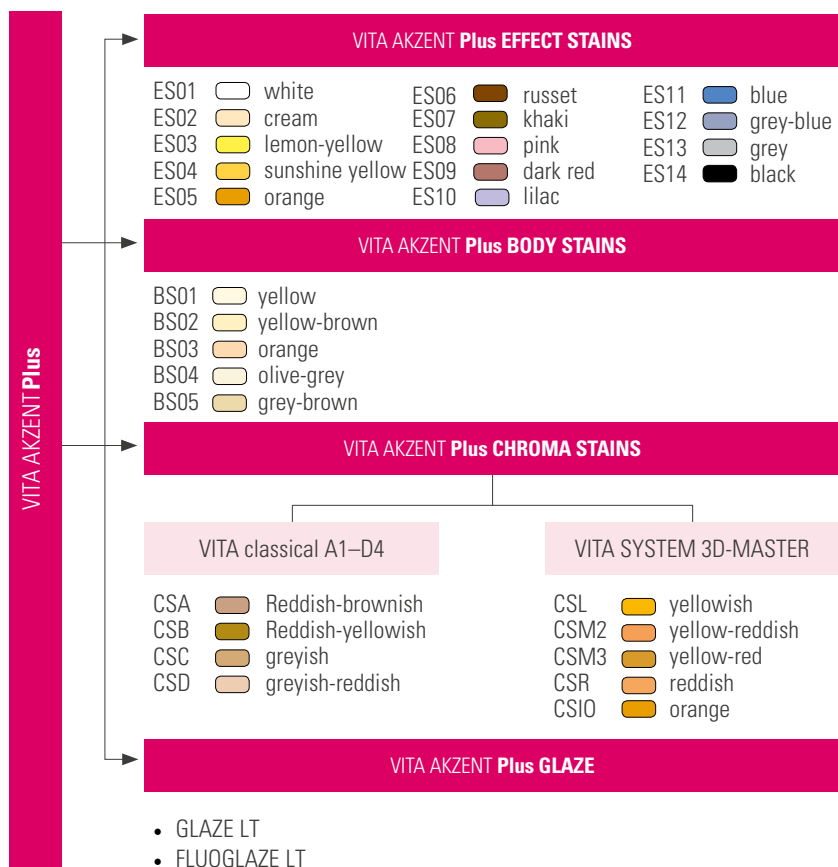 VITA AKZENT Plus
VITA AKZENT Plus EFFECT STAINS
ES01 white
ES02 cream
ES03 lemon-yellow
ES04 sunshine yellow
ES05 orange
ES06 russet
ES07 khaki
ES08 pink
ES09 dark red
ES10 lilac
ES11 blue
ES12 grey-blue
ES13 grey
ES14 black
VITA AKZENT Plus BODY STAINS
BS01 yellow
BS02 yellow-brown
BS03 orange
BS04 olive-grey
BS05 grey-brown
VITA AKZENT Plus CHROMA STAINS
VITA classical A1–D4
CSA Reddish-brownish
CSB Reddish-yellowish
CSC greyish
CSD greyish-reddish
VITA SYSTEM 3D-MASTER
CSL yellowish
CSM2 yellow-reddish
CSM3 yellow-red
CSR reddish
CSIO orange
VITA AKZENT Plus GLAZE
• GLAZE LT
• FLUOGLAZE LT